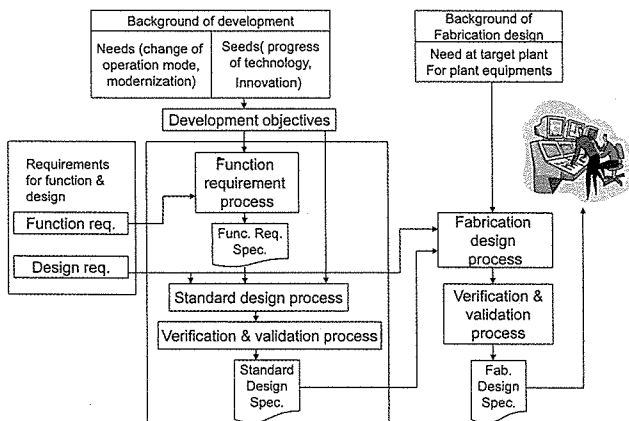 Background of development
Needs (change of
operation mode,
modernization)
Seeds( progress
of technology,
Innovation)
Development objectives
Background of
Fabrication design
Need at target plant
For plant equipments
Requirements
for function &
design
Function req.
Design req.
Function
requirement
process
Func. Req.
Spec.
Standard design process
Verification & validation process
Standard
Design
Spec.
Fabrication
design
process
Verification &
validation
process
Fab.
Design
Spec.